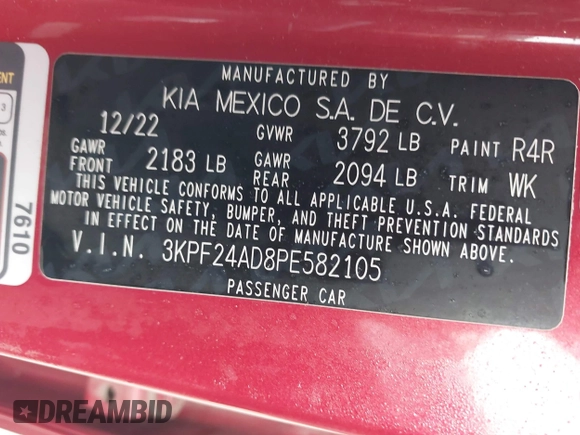 MANUFACTURED BY
KIA MEXICO S.A. DE C.V.
12/22 GVWR 3792 LB PAINT R4R
GAWR FRONT 2183 LB GAWR REAR 2094 LB TRIM WK
THIS VEHICLE CONFORMS TO ALL APPLICABLE U.S.A. FEDERAL
MOTOR VEHICLE SAFETY, BUMPER, AND THEFT PREVENTION STANDARDS
IN EFFECT ON THE DATE OF MANUFACTURE SHOWN ABOVE.
V.I.N. 3KPF24AD8PE582105
PASSENGER CAR
7610
DREAMBID